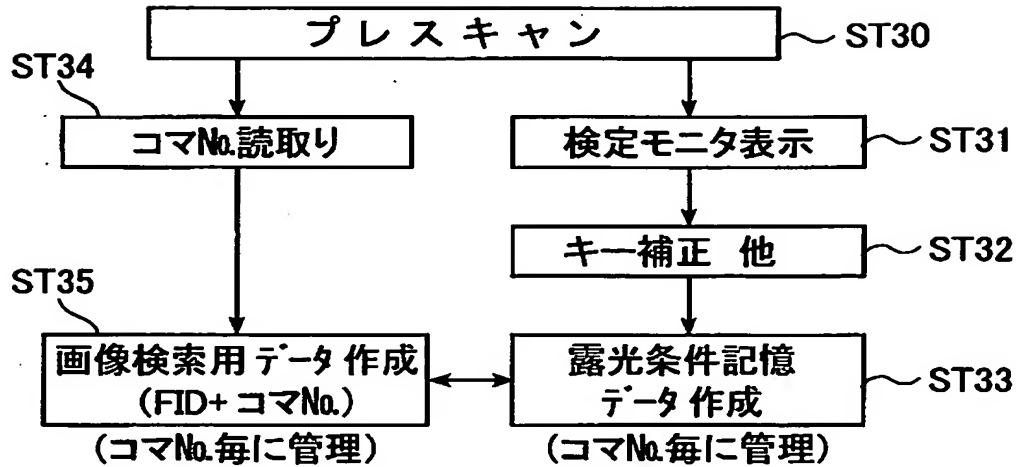 プレスキャン
ST30
ST34
コマNo.読取り
検定モニタ表示
ST31
キー補正 他
ST32
ST35
画像検索用データ作成
(FID+コマNo.)
(コマNo.毎に管理)
露光条件記憶
データ作成
ST33
(コマNo.毎に管理)